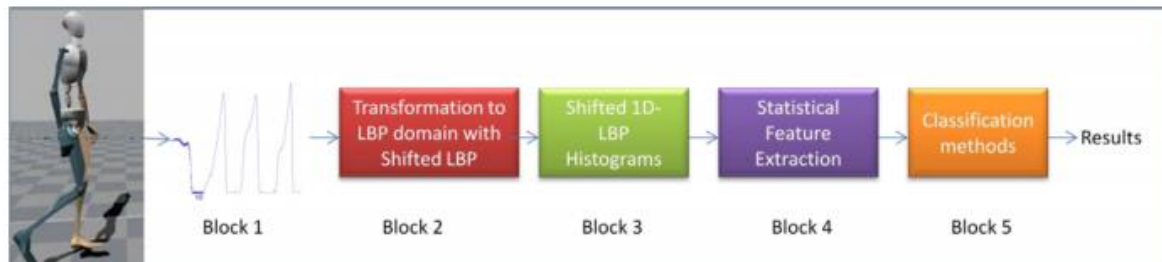 Transformation to
LBP domain with
Shifted LBP
Shifted 1D-
LBP
Histograms
Statistical
Feature
Extraction
Classification
methods
Results
Block 1
Block 2
Block 3
Block 4
Block 5